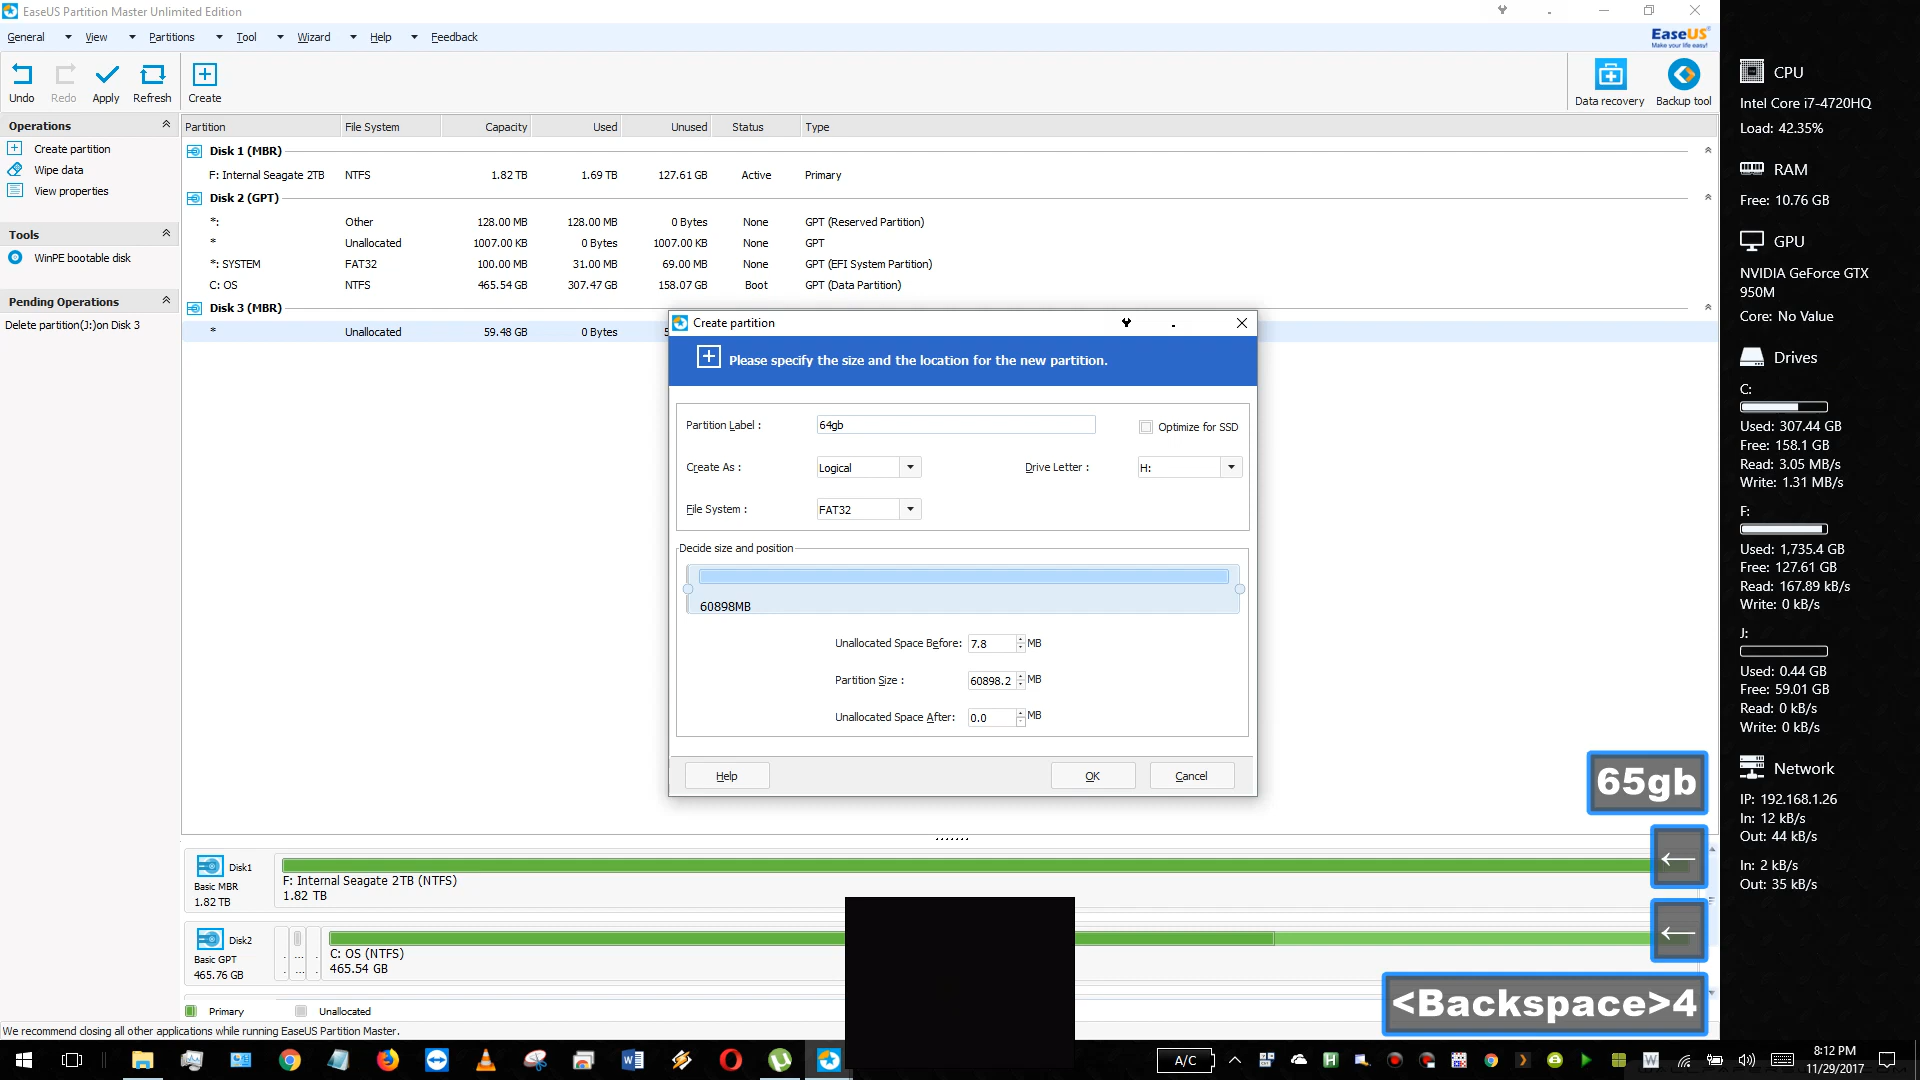 EaseUS Partition Master Unlimited Edition
General View Partitions Tool Wizard Help Feedback
EaseUS
Make your life easy!
Undo Redo Apply Refresh Create
Data recovery Backup tool
Operations
Create partition
Wipe data
View properties
Tools
WinPE bootable disk
Pending Operations
Delete partition(J:)on Disk 3
Partition File System Capacity Used Unused Status Type
Disk 1 (MBR)
F: Internal Seagate 2TB NTFS 1.82 TB 1.69 TB 127.61 GB Active Primary
Disk 2 (GPT)
*: Other 128.00 MB 128.00 MB 0 Bytes None GPT (Reserved Partition)
* Unallocated 1007.00 KB 0 Bytes 1007.00 KB None GPT
*: SYSTEM FAT32 100.00 MB 31.00 MB 69.00 MB None GPT (EFI System Partition)
C: OS NTFS 465.54 GB 307.47 GB 158.07 GB Boot GPT (Data Partition)
Disk 3 (MBR)
* Unallocated 59.48 GB 0 Bytes
Create partition
Please specify the size and the location for the new partition.
Partition Label : 64gb Optimize for SSD
Create As : Logical Drive Letter : H:
File System : FAT32
Decide size and position
60898MB
Unallocated Space Before: 7.8 MB
Partition Size : 60898.2 MB
Unallocated Space After: 0.0 MB
Help OK Cancel
Disk1
Basic MBR
1.82 TB
F: Internal Seagate 2TB (NTFS)
1.82 TB
Disk2
Basic GPT
465.76 GB
C: OS (NTFS)
465.54 GB
Primary Unallocated
We recommend closing all other applications while running EaseUS Partition Master.
65gb
←
←
<Backspace>4
CPU
Intel Core i7-4720HQ
Load: 42.35%
RAM
Free: 10.76 GB
GPU
NVIDIA GeForce GTX
950M
Core: No Value
Drives
C:
Used: 307.44 GB
Free: 158.1 GB
Read: 3.05 MB/s
Write: 1.31 MB/s
F:
Used: 1,735.4 GB
Free: 127.61 GB
Read: 167.89 kB/s
Write: 0 kB/s
J:
Used: 0.44 GB
Free: 59.01 GB
Read: 0 kB/s
Write: 0 kB/s
Network
IP: 192.168.1.26
In: 12 kB/s
Out: 44 kB/s
In: 2 kB/s
Out: 35 kB/s
A/C
8:12 PM
11/29/2017